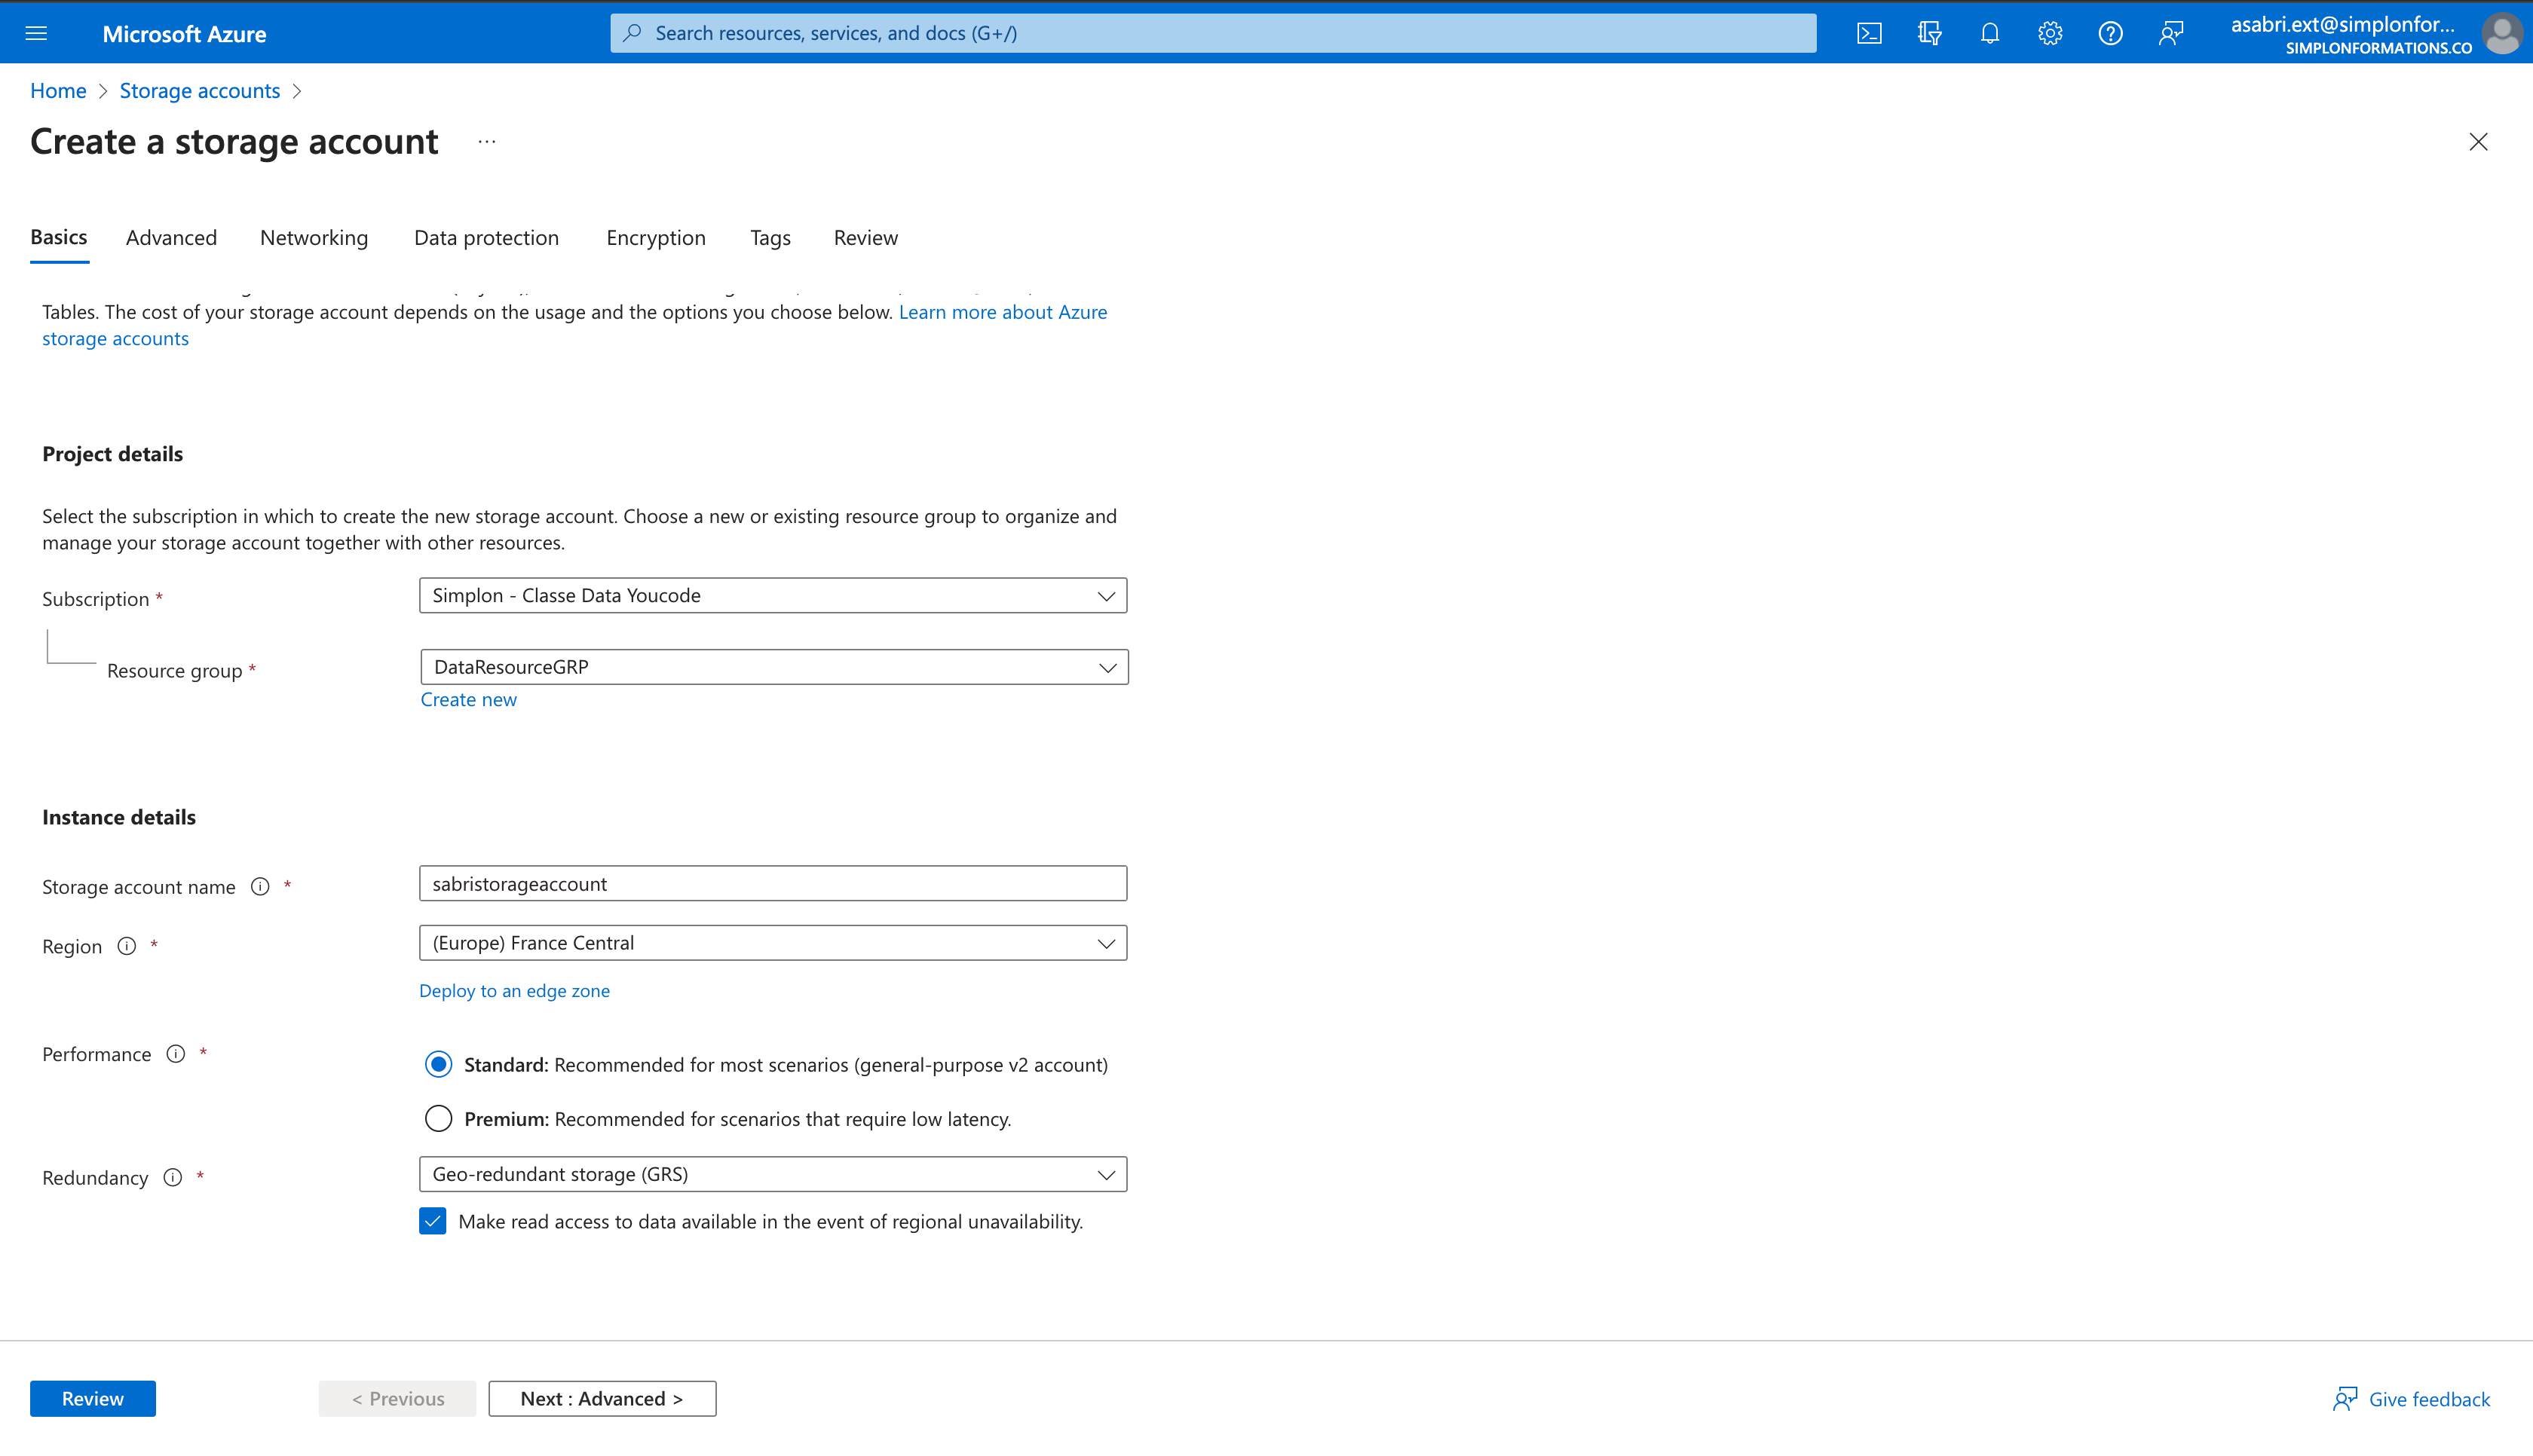 Microsoft Azure
Search resources, services, and docs (G+/)
asabri.ext@simplonfor...
SIMPLONFORMATIONS.CO
Home > Storage accounts >
Create a storage account ...
Basics Advanced Networking Data protection Encryption Tags Review
Tables. The cost of your storage account depends on the usage and the options you choose below. Learn more about Azure
storage accounts
Project details
Select the subscription in which to create the new storage account. Choose a new or existing resource group to organize and
manage your storage account together with other resources.
Subscription *
Simplon - Classe Data Youcode
Resource group *
DataResourceGRP
Create new
Instance details
Storage account name *
sabristorageaccount
Region *
(Europe) France Central
Deploy to an edge zone
Performance *
Standard: Recommended for most scenarios (general-purpose v2 account)
Premium: Recommended for scenarios that require low latency.
Redundancy *
Geo-redundant storage (GRS)
Make read access to data available in the event of regional unavailability.
Review
< Previous
Next : Advanced >
Give feedback